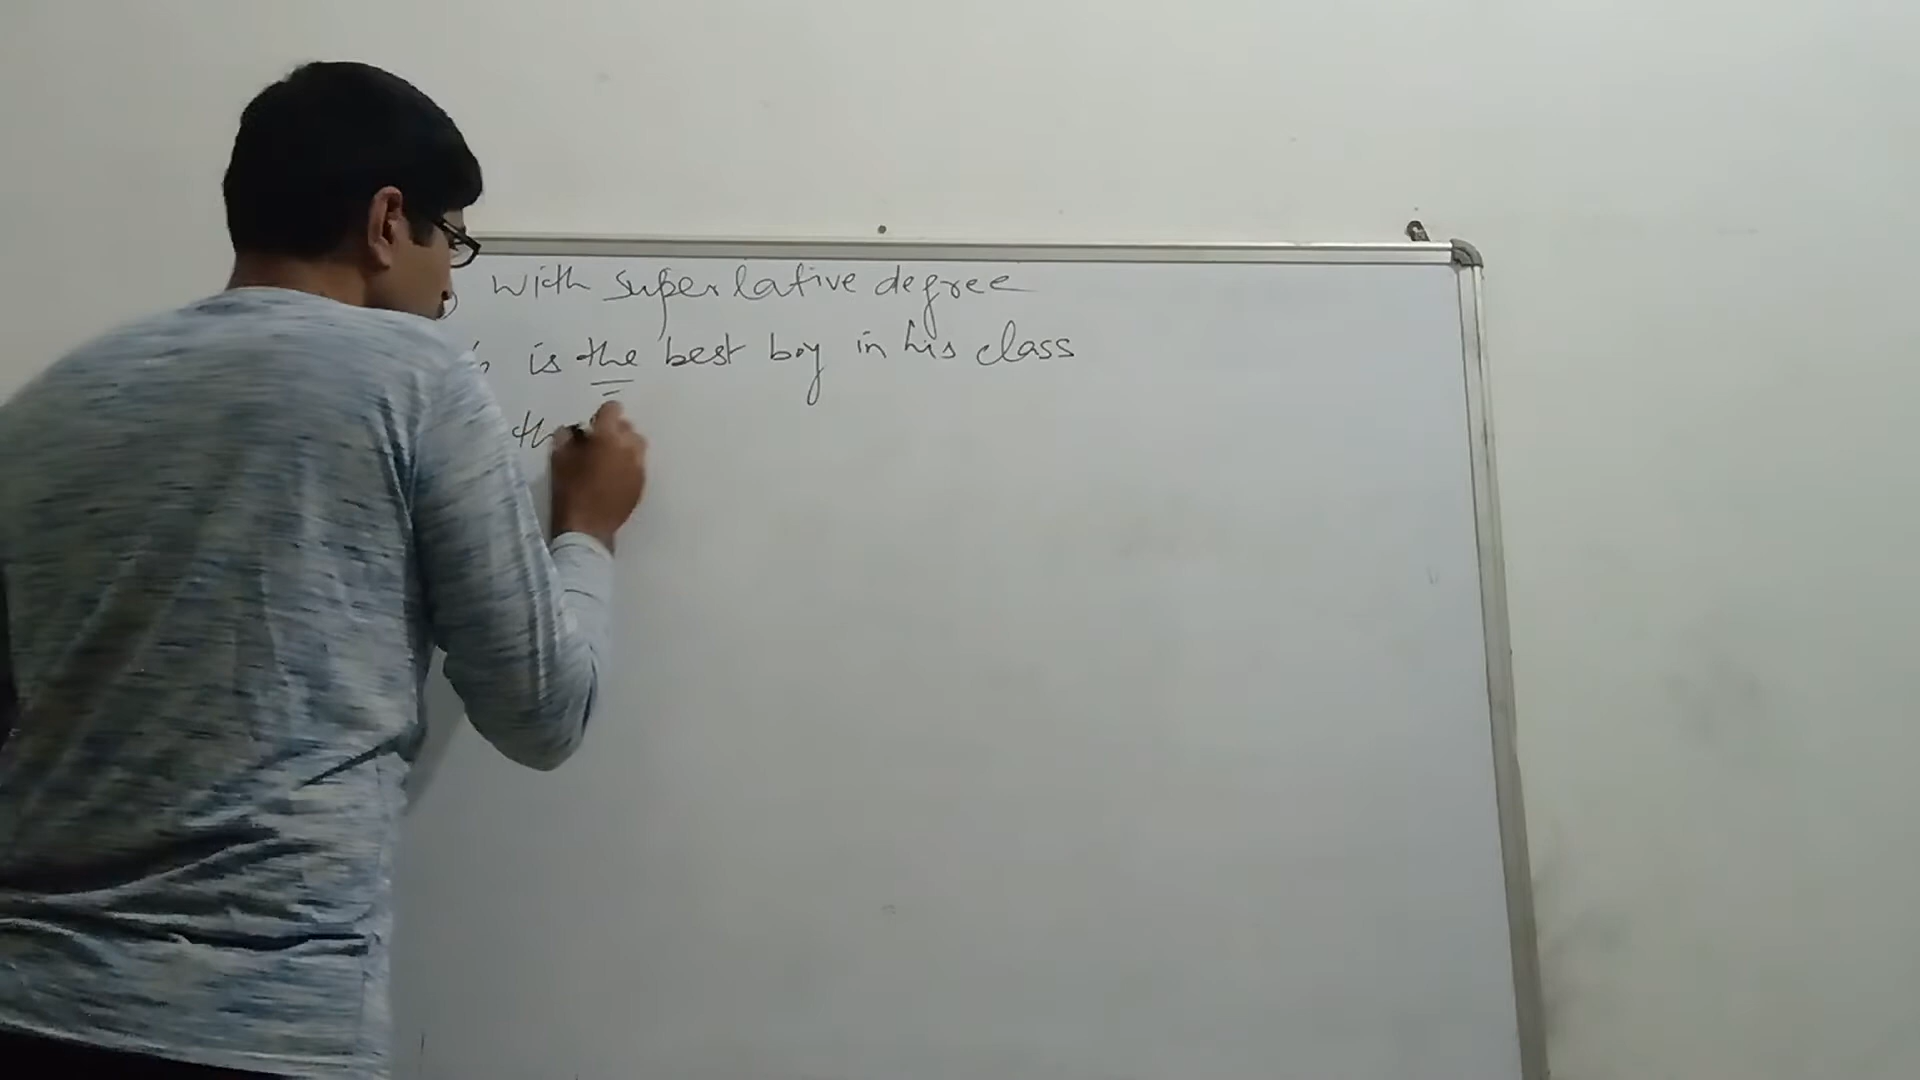 with superlative degree
is the best boy in his class